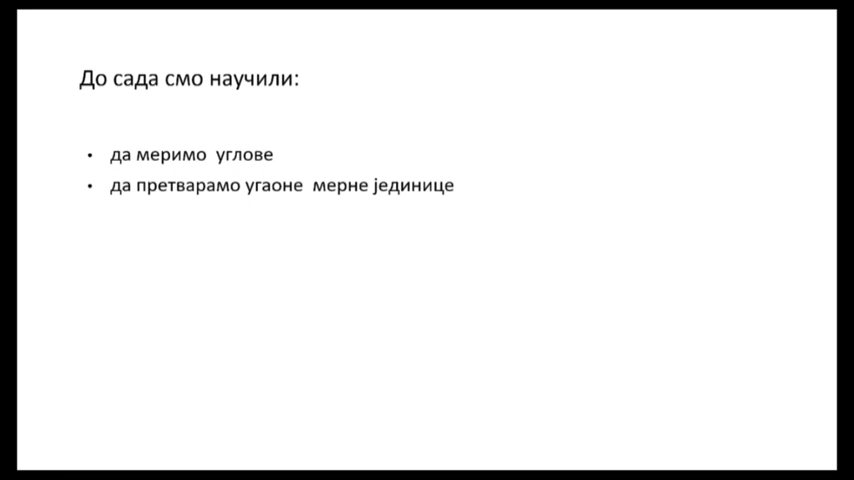 До сада смо научили:
• да меримо углове
• да претварамо угаоне мерне јединице